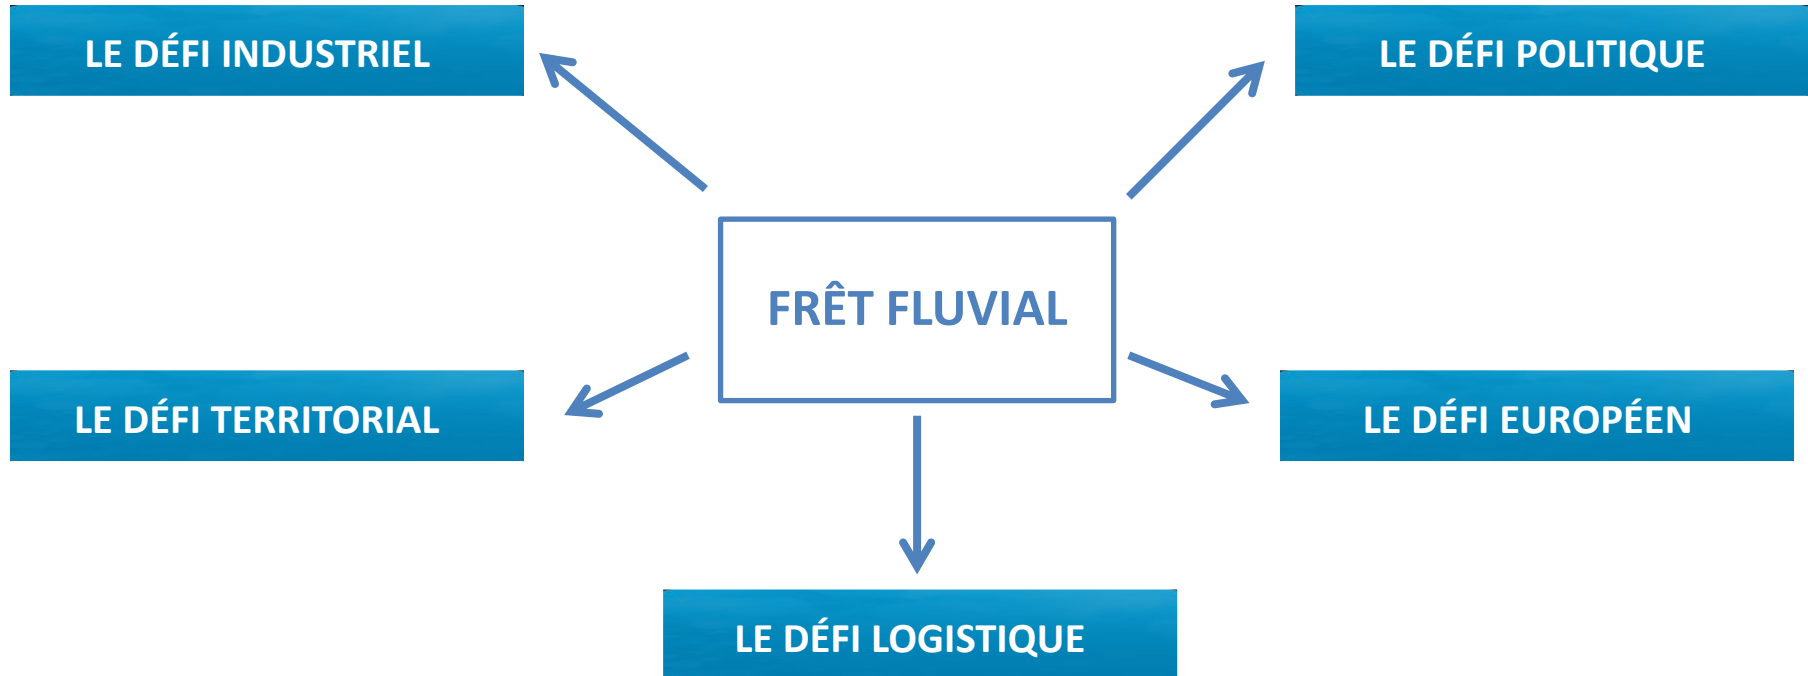 LE DÉFI INDUSTRIEL
LE DÉFI POLITIQUE
FRÊT FLUVIAL
LE DÉFI TERRITORIAL
LE DÉFI EUROPÉEN
LE DÉFI LOGISTIQUE